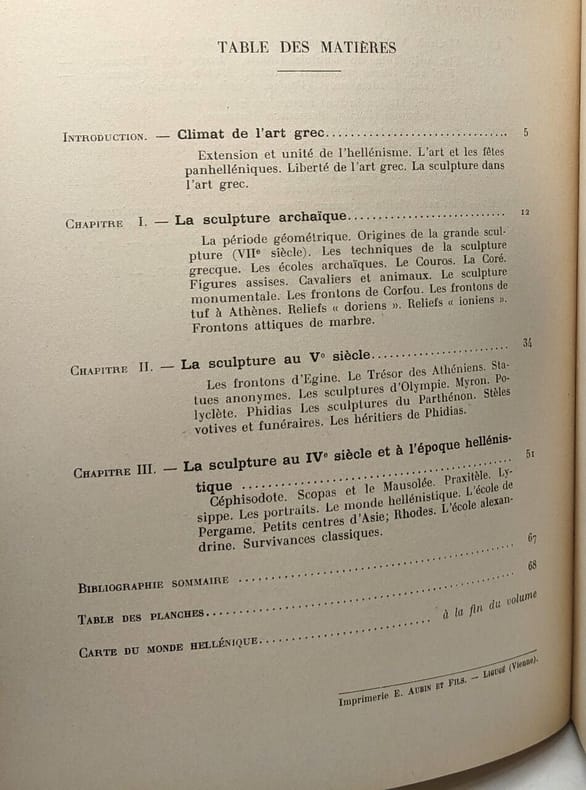 TABLE DES MATIÈRES
INTRODUCTION. — Climat de l'art grec.............................. 5
Extension et unité de l'hellénisme. L'art et les fêtes
panhelléniques. Liberté de l'art grec. La sculpture dans
l'art grec.
CHAPITRE I. — La sculpture archaïque........................... 12
La période géométrique. Origines de la grande scul-
pture (VIIe siècle). Les techniques de la sculpture
grecque. Les écoles archaïques. Le Couros. La Coré.
Figures assises. Cavaliers et animaux. Le sculpture
monumentale. Les frontons de Corfou. Les frontons de
tuf à Athènes. Reliefs « doriens ». Reliefs « ioniens ».
Frontons attiques de marbre.
CHAPITRE II. — La sculpture au Ve siècle....................... 34
Les frontons d'Egine. Le Trésor des Athéniens. Sta-
tues anonymes. Les sculptures d'Olympie. Myron. Po-
lyclète. Phidias Les sculptures du Parthénon. Stèles
votives et funéraires. Les héritiers de Phidias.
CHAPITRE III. — La sculpture au IVe siècle et à l'époque hellénis-
tique ........................................ 51
Céphisodote. Scopas et le Mausolée. Praxitèle. Ly-
sippe. Les portraits. Le monde hellénistique. L'école de
Pergame. Petits centres d'Asie; Rhodes. L'école alexan-
drine. Survivances classiques.
BIBLIOGRAPHIE SOMMAIRE ........................................ 67
TABLE DES PLANCHES............................................. 68
CARTE DU MONDE HELLÉNIQUE......................... à la fin du volume
Imprimerie E. AUBIN ET FILS. — LIGUGÉ (Vienne).